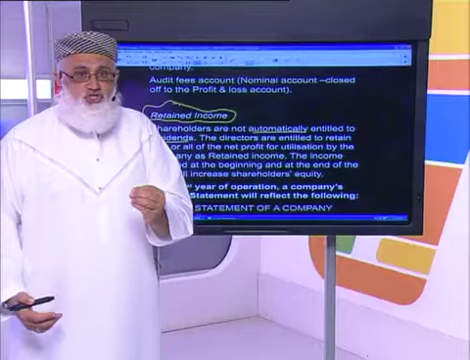 company.
Audit fees account (Nominal account –closed
off to the Profit & loss account).
Retained Income
Shareholders are not automatically entitled to
dividends. The directors are entitled to retain
or all of the net profit for utilisation by the
as Retained income. The income
at the beginning and at the end of the
increase shareholders' equity.
year of operation, a company's
Statement will reflect the following:
STATEMENT OF A COMPANY